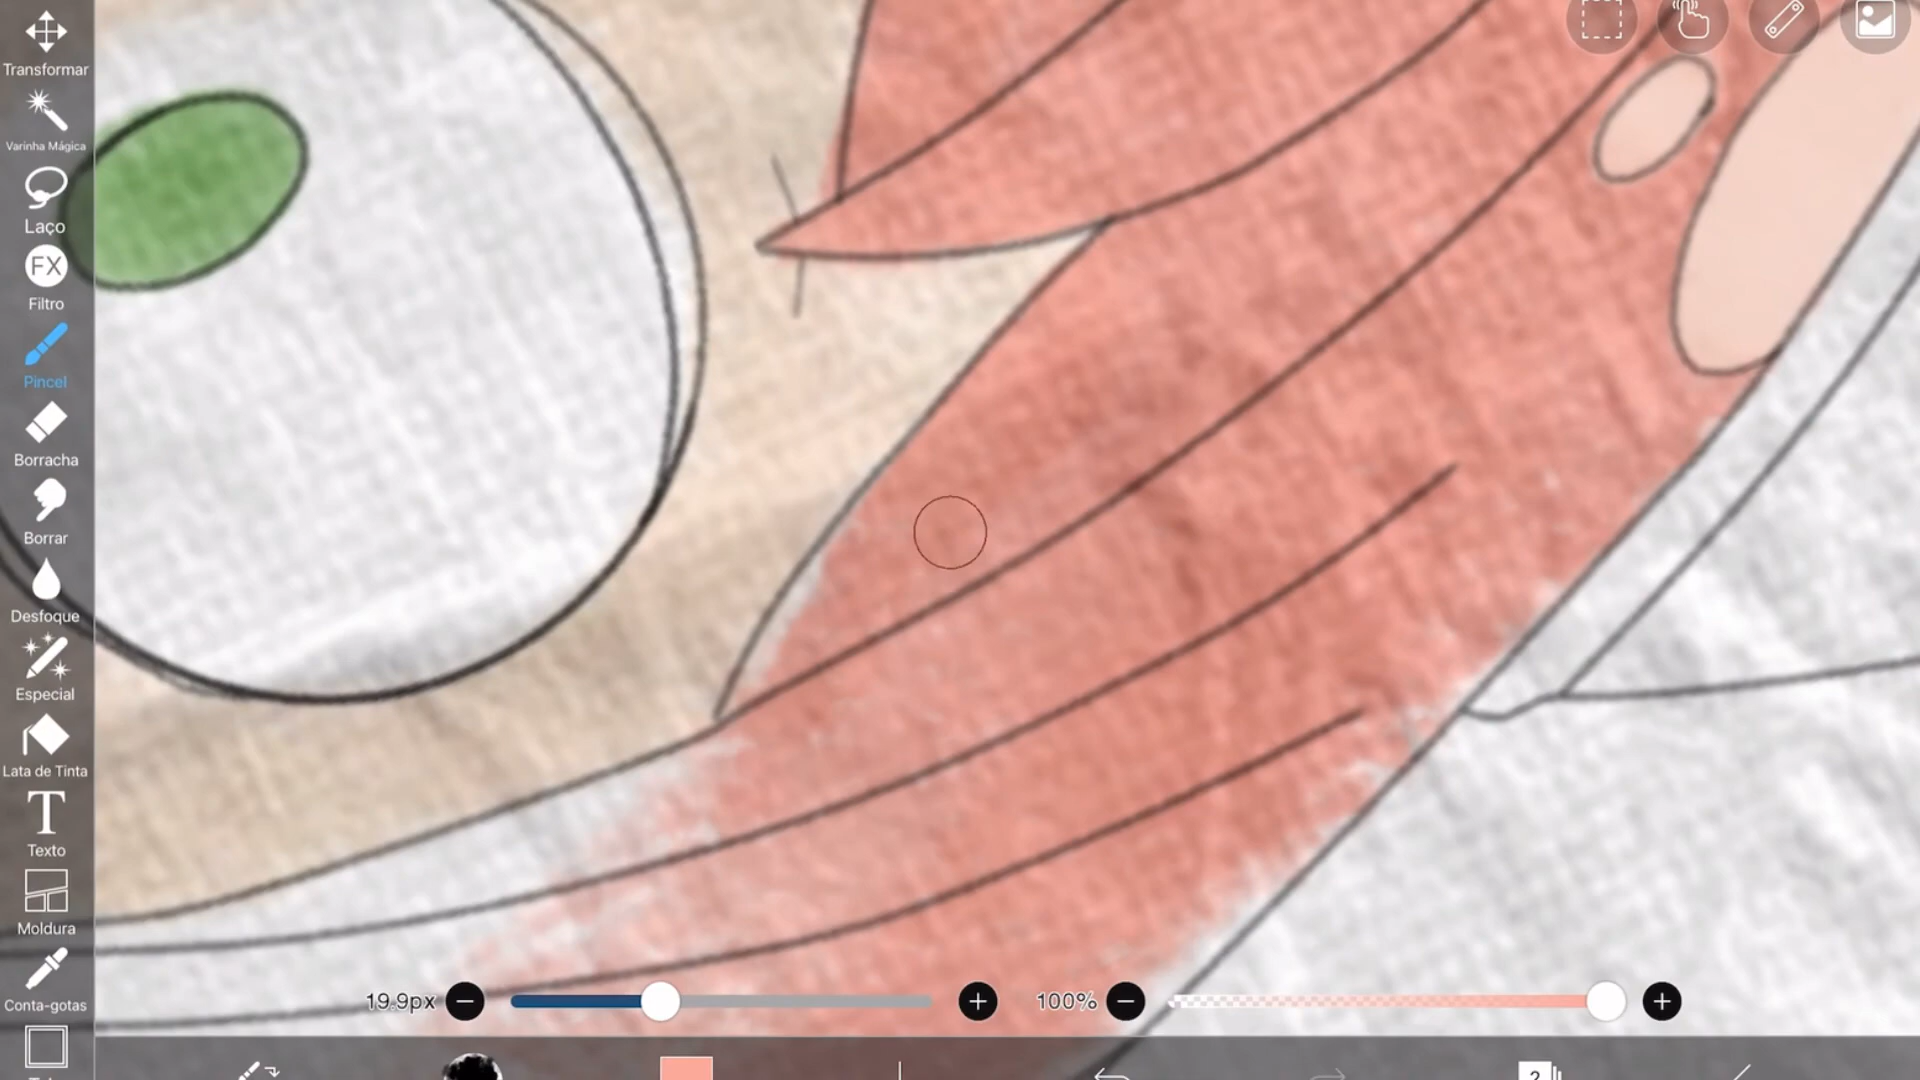 Transformar
Varinha Mágica
Laço
FX
Filtro
Pincel
Borracha
Borrar
Desfoque
Especial
Lata de Tinta
T
Texto
Moldura
Conta-gotas
19.9px
100%
2